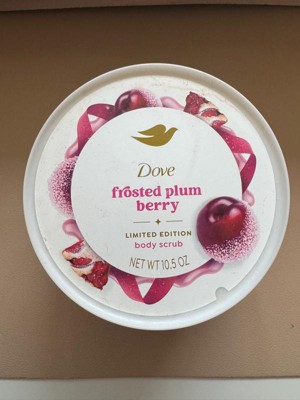 Dove
frosted plum
berry
LIMITED EDITION
body scrub
NET WT 10.5 OZ